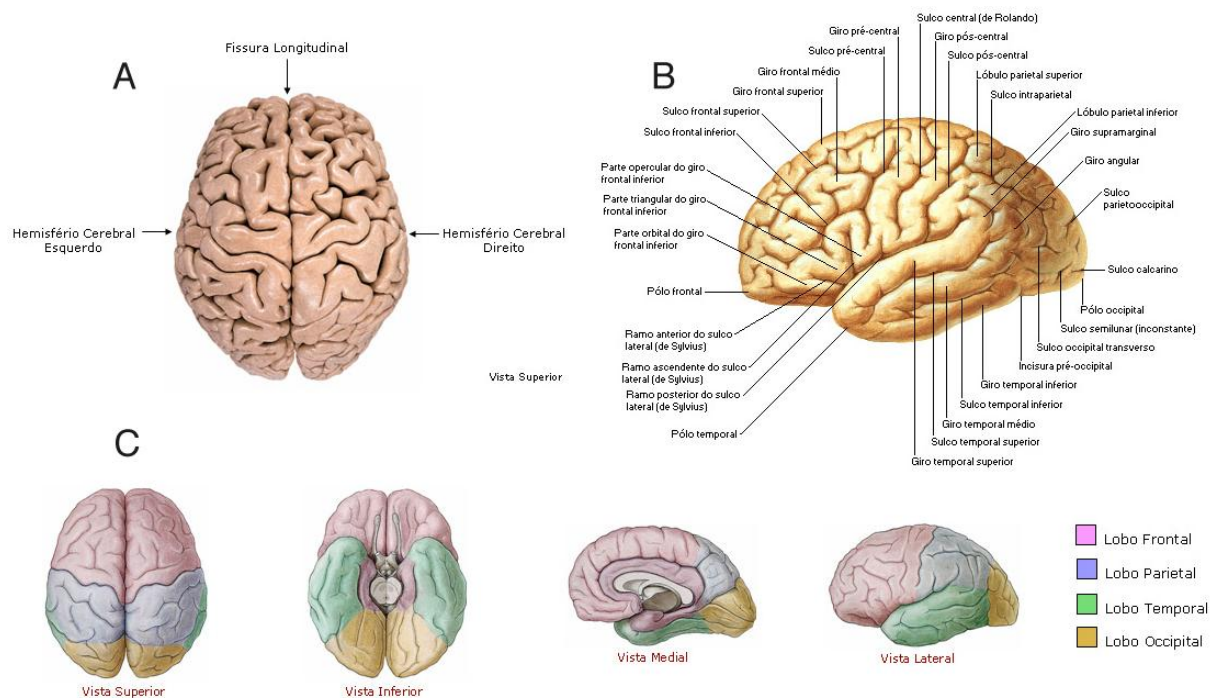 A
Fissura Longitudinal
Hemisfério Cerebral
Esquerdo
Hemisfério Cerebral
Direito
Vista Superior
B
Sulco central (de Rolando)
Giro pré-central
Giro pós-central
Sulco pré-central
Sulco pós-central
Giro frontal médio
Lóbulo parietal superior
Giro frontal superior
Sulco intraparietal
Sulco frontal superior
Lóbulo parietal inferior
Sulco frontal inferior
Giro supramarginal
Giro angular
Parte opercular do giro
frontal inferior
Parte triangular do giro
frontal inferior
Sulco
parietooccipital
Parte orbital do giro
frontal inferior
Sulco calcarino
Pólo frontal
Pólo occipital
Sulco semilunar (inconstante)
Ramo anterior do sulco
lateral (de Sylvius)
Sulco occipital transverso
Incisura pré-occipital
Ramo ascendente do sulco
lateral (de Sylvius)
Giro temporal inferior
Ramo posterior do sulco
lateral (de Sylvius)
Sulco temporal inferior
Giro temporal médio
Pólo temporal
Sulco temporal superior
Giro temporal superior
C
Vista Superior
Vista Inferior
Vista Medial
Vista Lateral
Lobo Frontal
Lobo Parietal
Lobo Temporal
Lobo Occipital